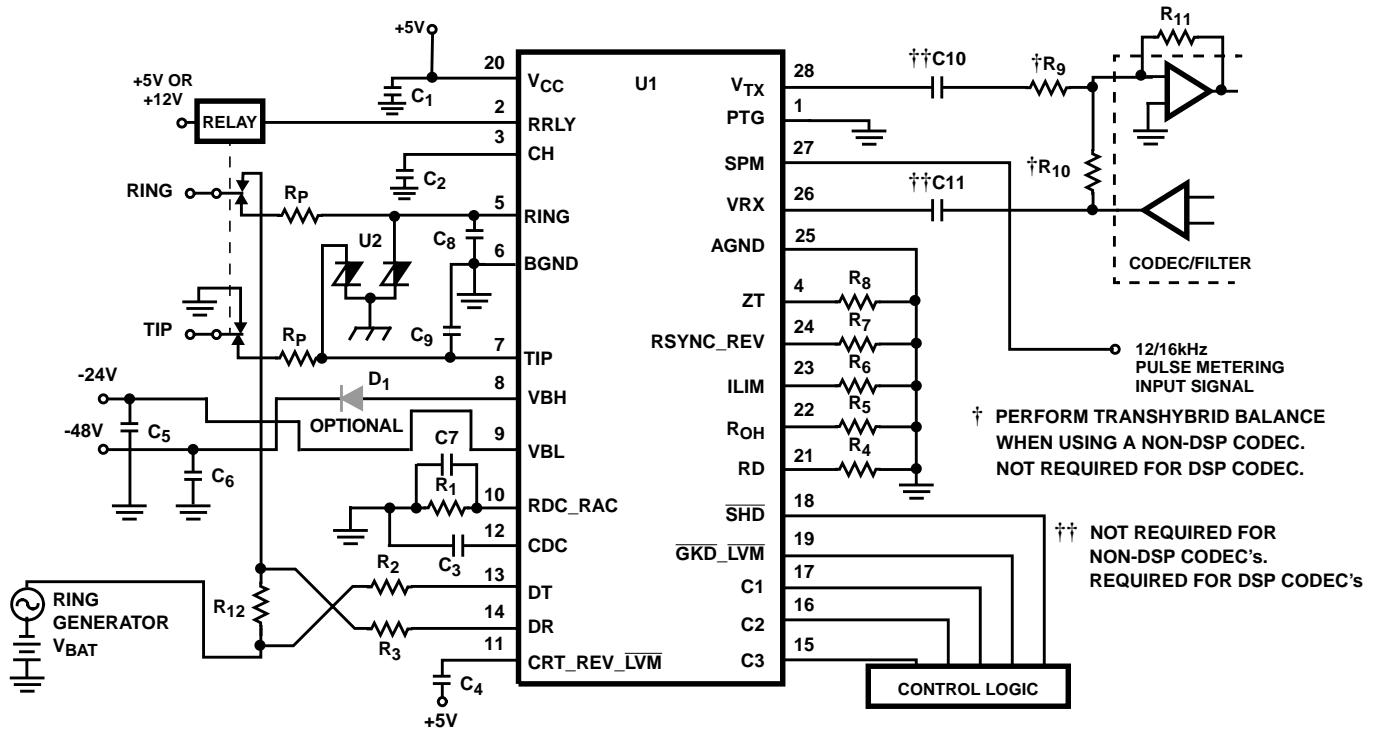 +5V
+5V OR
+12V
RELAY
C1
20
VCC
U1
2
RRLY
3
CH
C2
RING
RP
5
RING
U2
C8
6
BGND
TIP
RP
C9
7
TIP
-24V
D1
8
VBH
OPTIONAL
-48V
C5
9
VBL
C6
C7
R1
10
RDC_RAC
12
CDC
C3
R2
13
DT
RING
GENERATOR
VBAT
R12
14
DR
R3
11
CRT_REV_LVM
C4
+5V
VTX
28
††C10
†R9
R11
PTG
1
SPM
27
†R10
VRX
26
††C11
AGND
25
CODEC/FILTER
ZT
4
R8
RSYNC_REV
24
R7
12/16kHz
PULSE METERING
INPUT SIGNAL
ILIM
23
R6
ROH
22
R5
RD
21
R4
† PERFORM TRANSHYBRID BALANCE
WHEN USING A NON-DSP CODEC.
NOT REQUIRED FOR DSP CODEC.
SHD
18
GKD_LVM
19
†† NOT REQUIRED FOR
NON-DSP CODEC's.
REQUIRED FOR DSP CODEC's
C1
17
C2
16
C3
15
CONTROL LOGIC